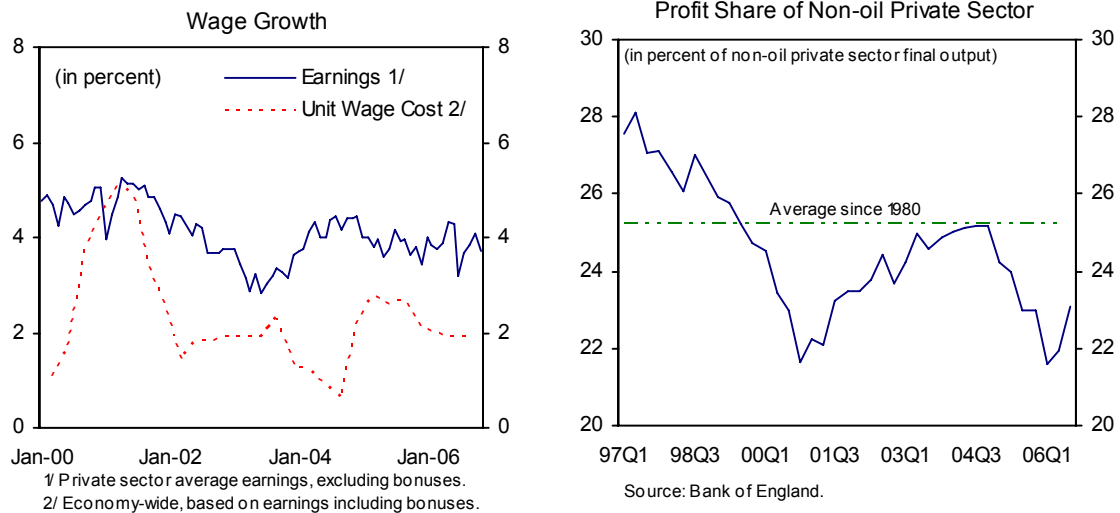 Wage Growth
8
8
(in percent)
Earnings 1/
Unit Wage Cost 2/
6
6
4
4
2
2
0
0
Jan-00 Jan-02 Jan-04 Jan-06
1/ Private sector average earnings, excluding bonuses.
2/ Economy-wide, based on earnings including bonuses.
Profit Share of Non-oil Private Sector
30
30
(in percent of non-oil private sector final output)
28
28
26
26
Average since 1980
24
24
22
22
20
20
97Q1 98Q3 00Q1 01Q3 03Q1 04Q3 06Q1
Source: Bank of England.